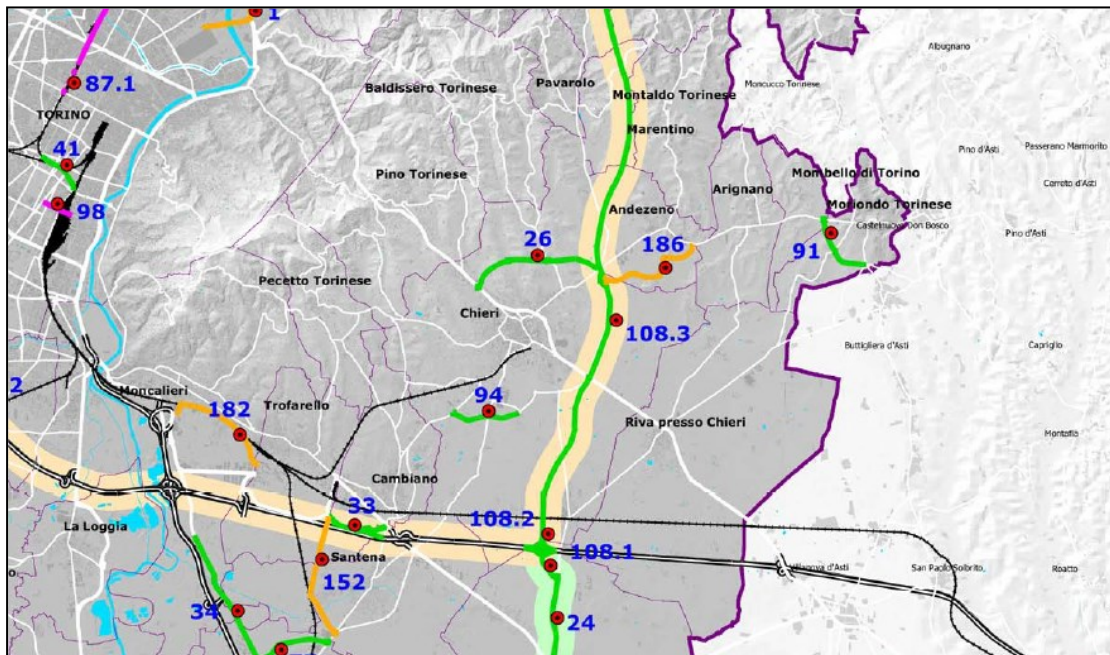 1
Albugnano
87.1
Baldissero Torinese
Pavarolo
Moncucco Torinese
Montaldo Torinese
TORINO
Marentino
41
Pino d'Asti
Passerano Marmorito
Pino Torinese
Mombello di Torino
Arignano
Cerreto d'Asti
98
Andezeno
Moriondo Torinese
Castelnuovo Don Bosco
Pino d'Asti
26
186
91
Pecetto Torinese
Chieri
108.3
Buttigliera d'Asti
Capriglio
2
Moncalieri
94
182
Trofarello
Riva presso Chieri
Montafia
Cambiano
33
108.2
La Loggia
108.1
Santena
Villanova d'Asti
San Paolo Solbrito
Roatto
o
152
34
24